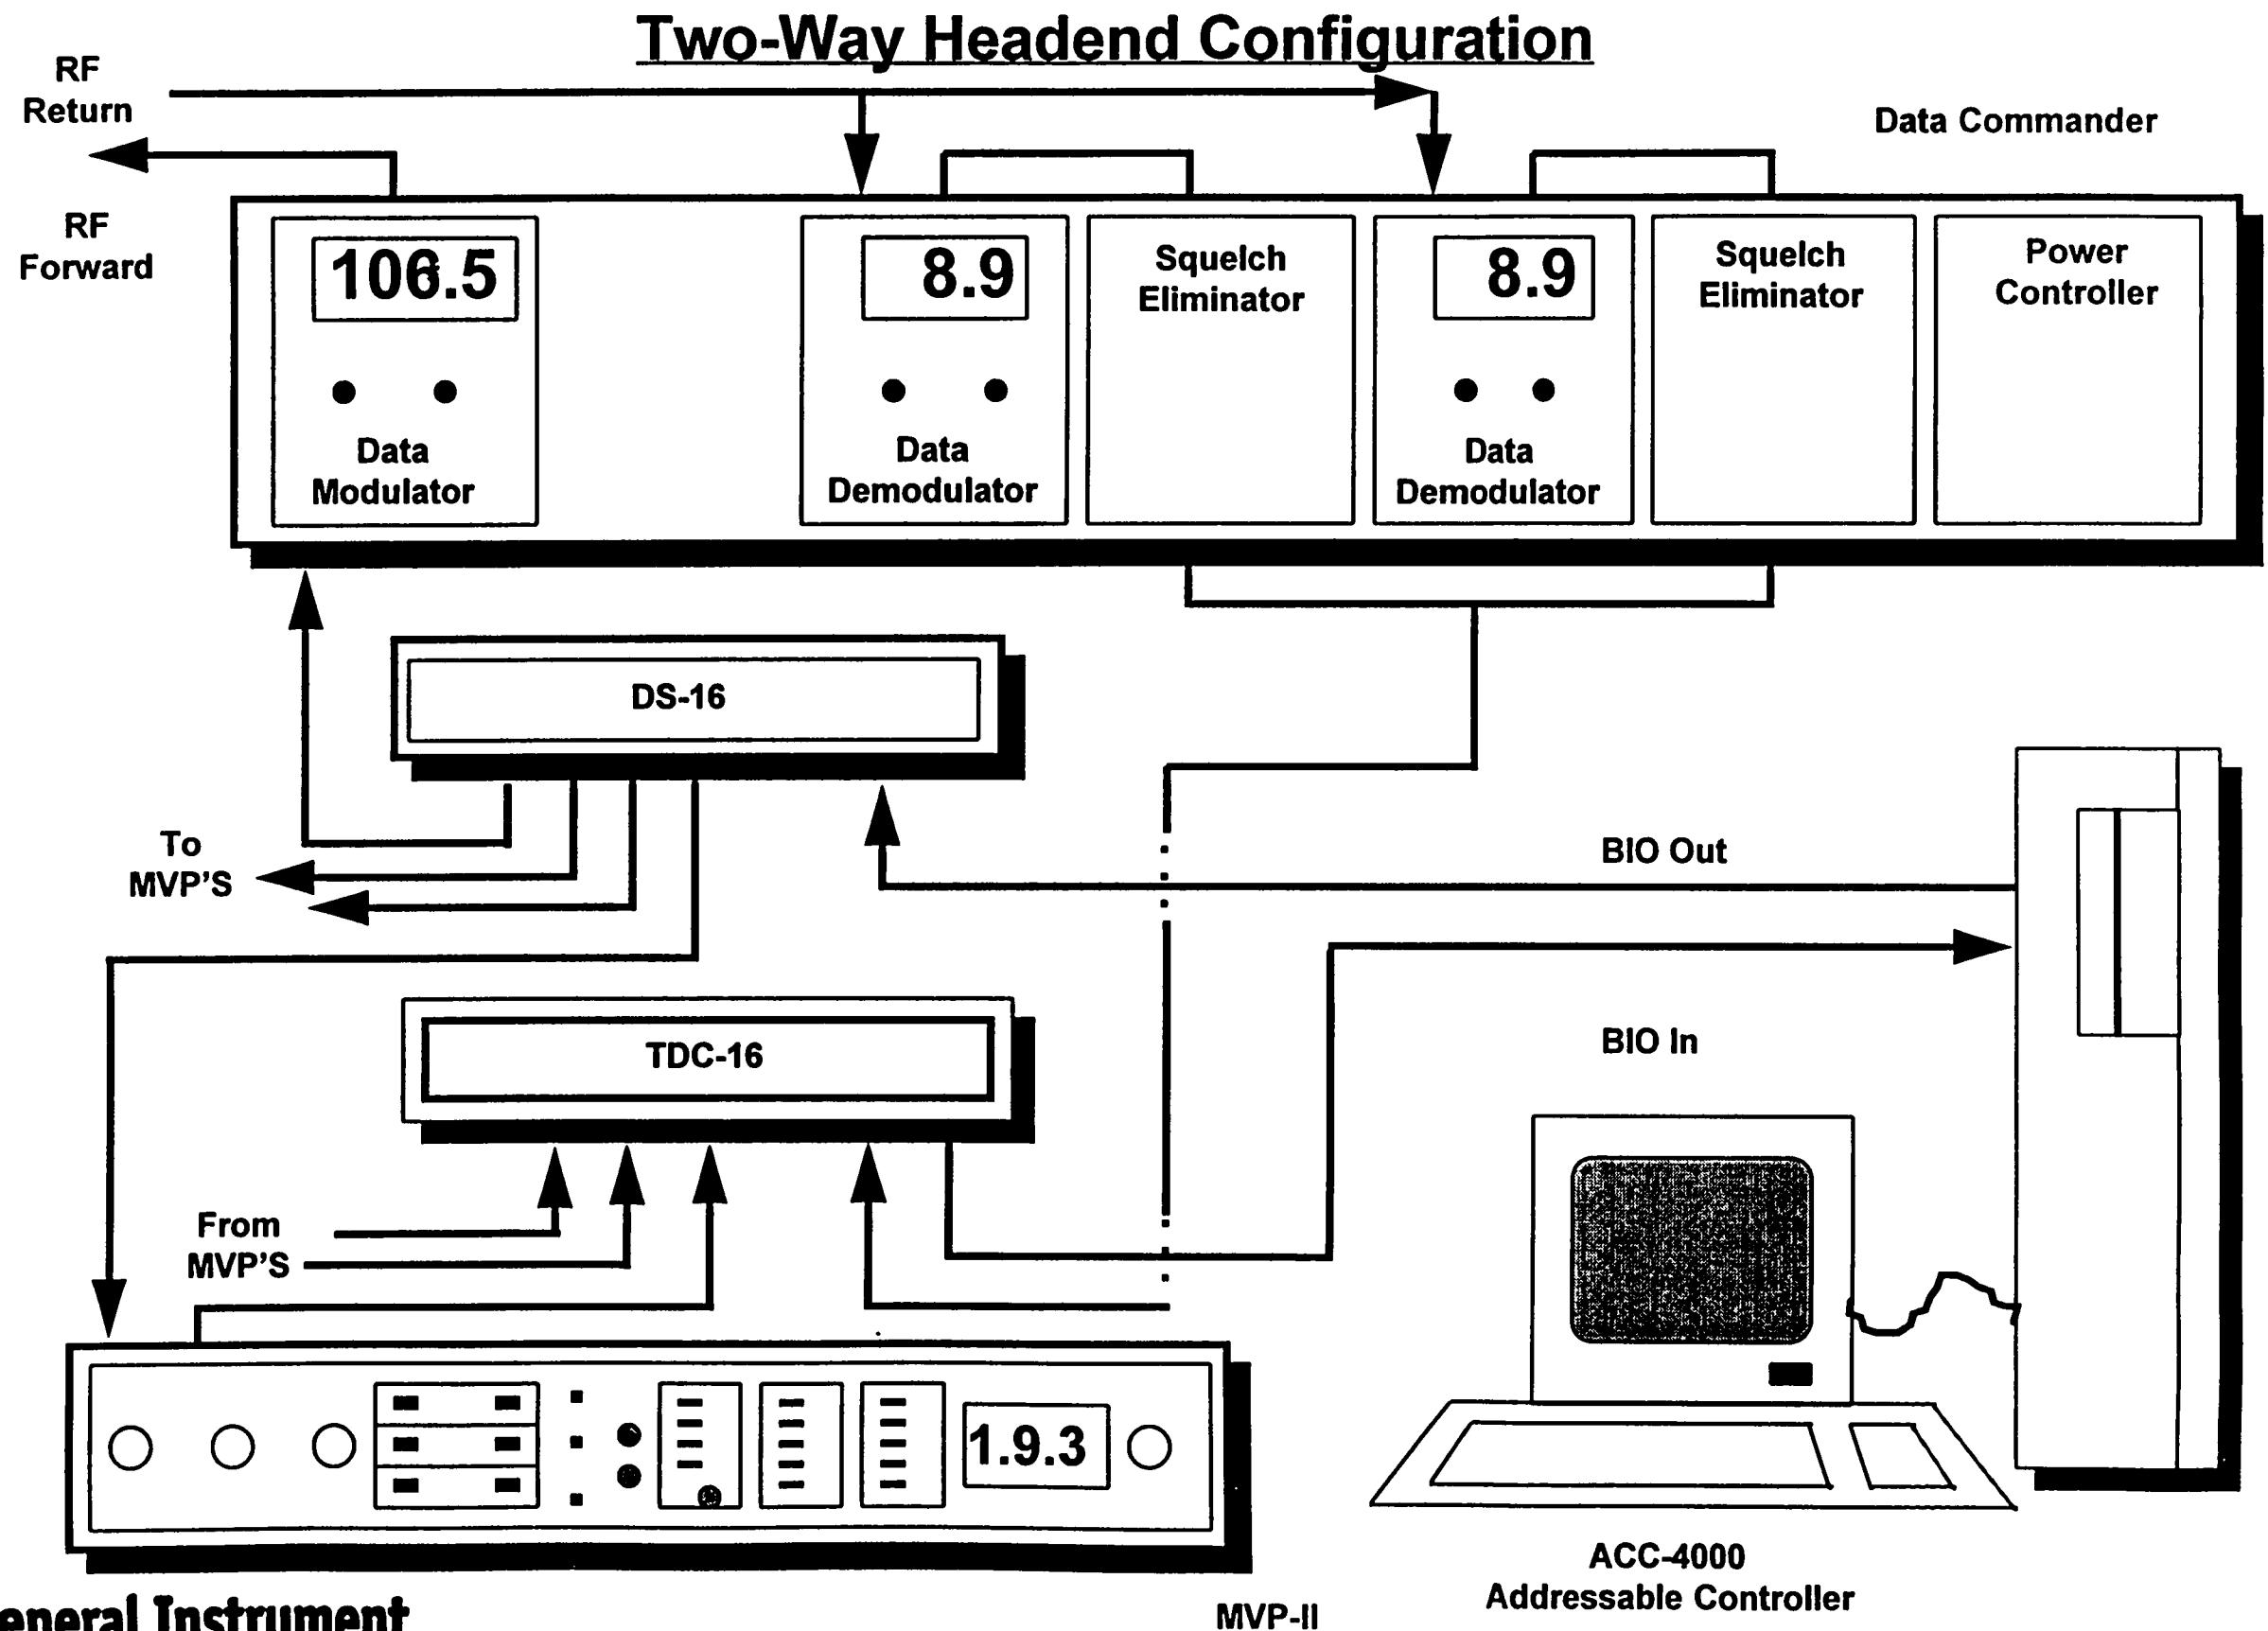 Two-Way Headend Configuration
RF
Return
Data Commander
RF
Forward
106.5
Data
Modulator
8.9
Data
Demodulator
Squelch
Eliminator
8.9
Data
Demodulator
Squelch
Eliminator
Power
Controller
DS-16
To
MVP'S
BIO Out
TDC-16
BIO In
From
MVP'S
1.9.3
ACC-4000
Addressable Controller
MVP-II
eneral Instrument